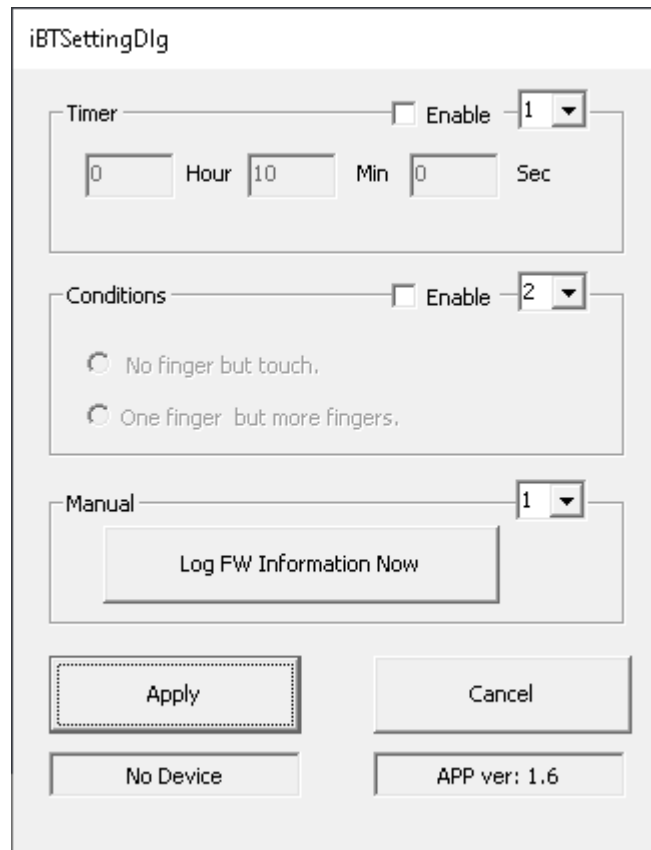 iBTSettingDlg
Timer Enable 1
0 Hour 10 Min 0 Sec
Conditions Enable 2
No finger but touch.
One finger  but more fingers.
Manual 1
Log FW Information Now
Apply Cancel
No Device APP ver: 1.6